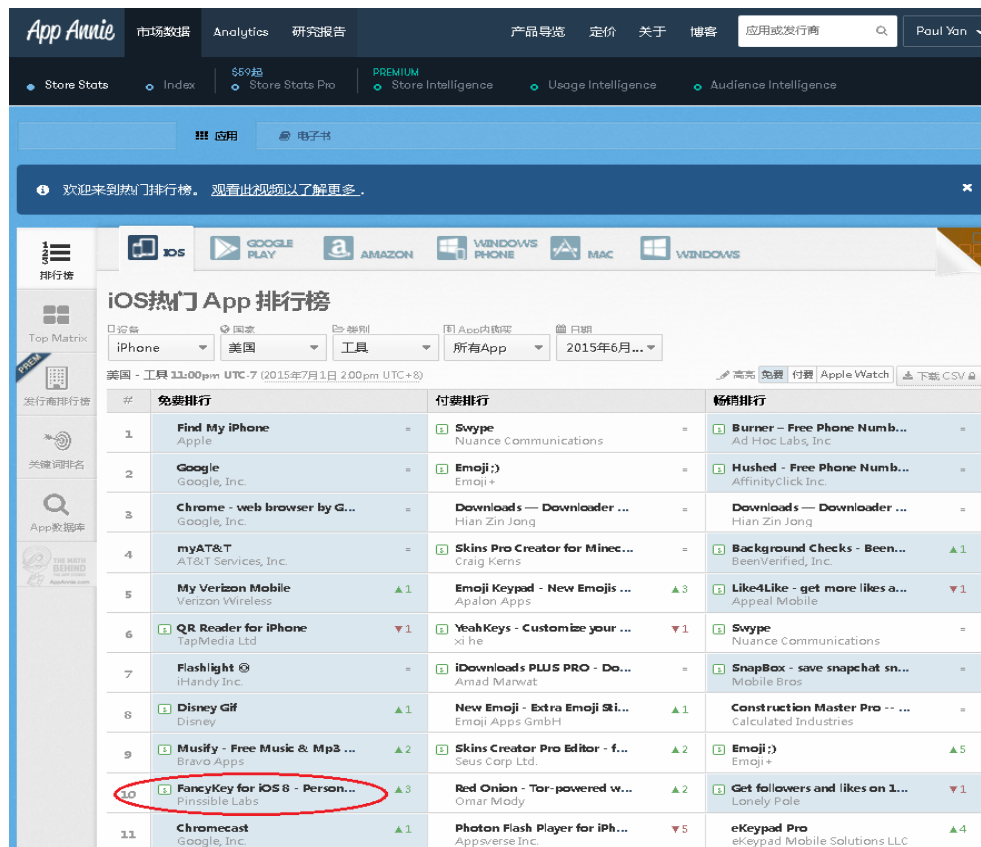 App Annie 市场数据 Analytics 研究报告 产品导览 定价 关于 博客 应用或发行商 Paul Yan
$59起 PREMIUM
Store Stats Index Store Stats Pro Store Intelligence Usage Intelligence Audience Intelligence
应用 电子书
欢迎来到热门排行榜。 观看此视频以了解更多 .
排行榜
Top Matrix
PREM
发行商排行榜
关键词排名
App数据库
THE MATH
BEHIND
AppAnnie.com
IOS GOOGLE PLAY AMAZON WINDOWS PHONE MAC WINDOWS
iOS热门 App 排行榜
设备 国家 类别 App内购买 日期
iPhone 美国 工具 所有App 2015年6月...
美国 - 工具 11:00pm UTC-7 (2015年7月1日 2:00pm UTC+8) 高亮 免费 付费 Apple Watch 下载 CSV
# 免费排行 付费排行 畅销排行
1 Find My iPhone = Swype = Burner – Free Phone Numb... =
Apple Nuance Communications Ad Hoc Labs, Inc
2 Google = Emoji ;) = Hushed - Free Phone Numb... =
Google, Inc. Emoji+ AffinityClick Inc.
3 Chrome - web browser by G... = Downloads — Downloader ... = Downloads — Downloader ... =
Google, Inc. Hian Zin Jong Hian Zin Jong
4 myAT&T = Skins Pro Creator for Minec... = Background Checks - Been... ▲1
AT&T Services, Inc. Craig Kerns BeenVerified, Inc.
5 My Verizon Mobile ▲1 Emoji Keypad - New Emojis ... ▲3 Like4Like - get more likes a... ▼1
Verizon Wireless Apalon Apps Appeal Mobile
6 QR Reader for iPhone ▼1 YeahKeys - Customize your ... ▼1 Swype =
TapMedia Ltd xi he Nuance Communications
7 Flashlight ◎ = iDownloads PLUS PRO - Do... = SnapBox - save snapchat sn... =
iHandy Inc. Amad Marwat Mobile Bros
8 Disney Gif ▲1 New Emoji - Extra Emoji Sti... ▲1 Construction Master Pro -- ... =
Disney Emoji Apps GmbH Calculated Industries
9 Musify - Free Music & Mp3 ... ▲2 Skins Creator Pro Editor - f... ▲2 Emoji ;) ▲5
Bravo Apps Seus Corp Ltd. Emoji+
10 FancyKey for iOS 8 - Person... ▲3 Red Onion - Tor-powered w... ▲2 Get followers and likes on 1... ▼1
Pinssible Labs Omar Mody Lonely Pole
11 Chromecast ▲1 Photon Flash Player for iPh... ▼5 eKeypad Pro ▲4
Google, Inc. Appsverse Inc. eKeypad Mobile Solutions LLC